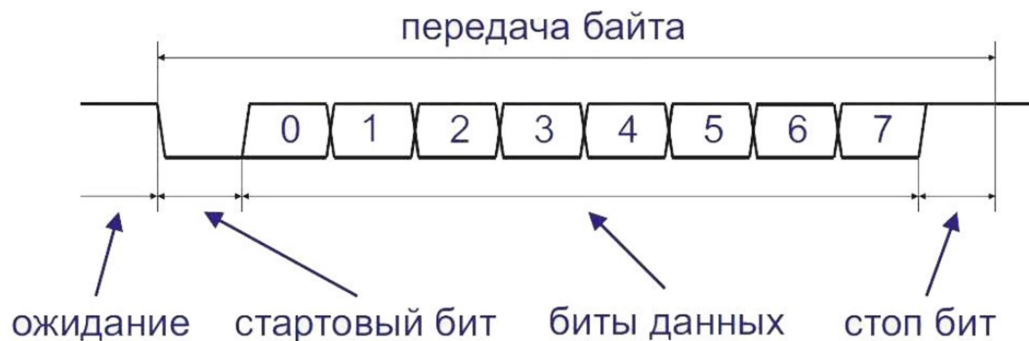 передача байта
0 1 2 3 4 5 6 7
ожидание стартовый бит биты данных стоп бит